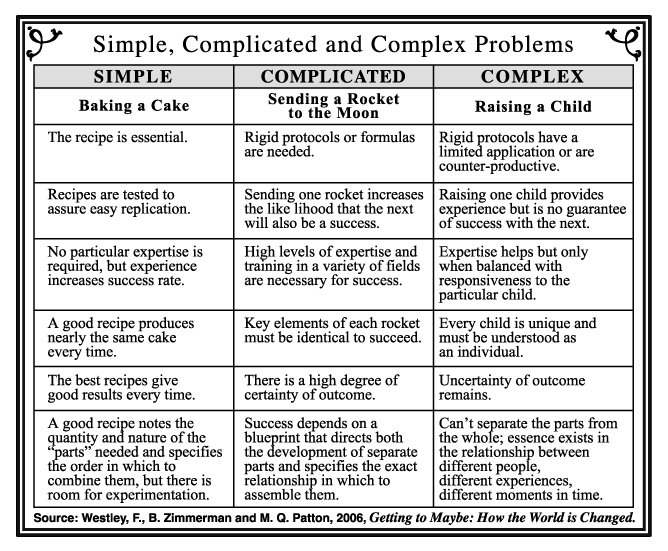 Simple, Complicated and Complex Problems
SIMPLE
COMPLICATED
COMPLEX
Baking a Cake
Sending a Rocket
to the Moon
Raising a Child
The recipe is essential.
Rigid protocols or formulas
are needed.
Rigid protocols have a
limited application or are
counter-productive.
Recipes are tested to
assure easy replication.
Sending one rocket increases
the like lihood that the next
will also be a success.
Raising one child provides
experience but is no guarantee
of success with the next.
No particular expertise is
required, but experience
increases success rate.
High levels of expertise and
training in a variety of fields
are necessary for success.
Expertise helps but only
when balanced with
responsiveness to the
particular child.
A good recipe produces
nearly the same cake
every time.
Key elements of each rocket
must be identical to succeed.
Every child is unique and
must be understood as
an individual.
The best recipes give
good results every time.
There is a high degree of
certainty of outcome.
Uncertainty of outcome
remains.
A good recipe notes the
quantity and nature of the
“parts” needed and specifies
the order in which to
combine them, but there is
room for experimentation.
Success depends on a
blueprint that directs both
the development of separate
parts and specifies the exact
relationship in which to
assemble them.
Can’t separate the parts from
the whole; essence exists in
the relationship between
different people,
different experiences,
different moments in time.
Source: Westley, F., B. Zimmerman and M. Q. Patton, 2006, Getting to Maybe: How the World is Changed.